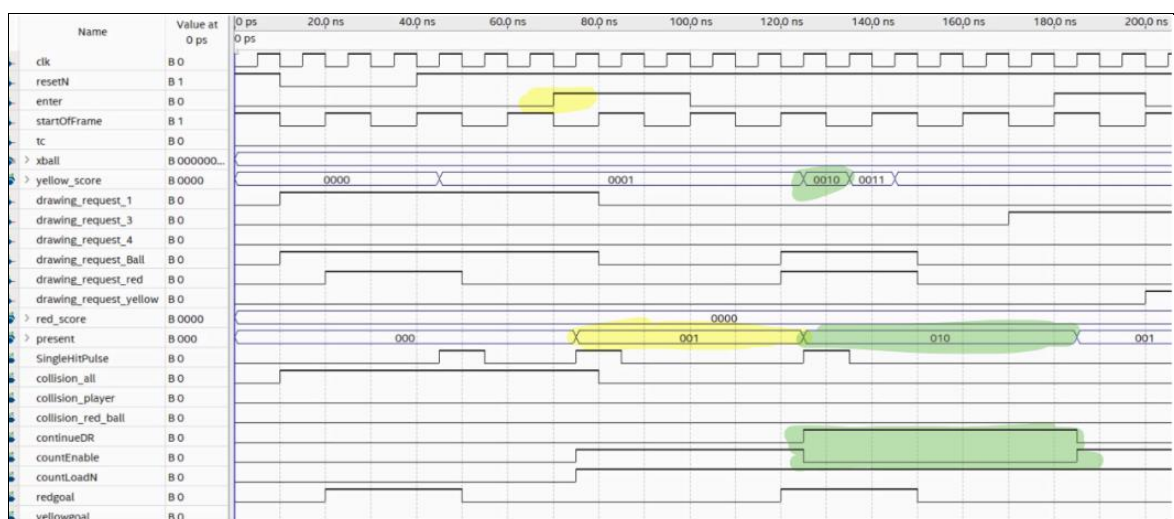 Name Value at 0 ps 0 ps 20.0 ns 40.0 ns 60.0 ns 80.0 ns 100.0 ns 120.0 ns 140.0 ns 160.0 ns 180.0 ns 200.0 ns
0 ps
clk B 0
resetN B 1
enter B 0
startOfFrame B 1
tc B 0
> xball B 000000...
> yellow_score B 0000 0000 0001 0010 0011
drawing_request_1 B 0
drawing_request_3 B 0
drawing_request_4 B 0
drawing_request_Ball B 0
drawing_request_red B 0
drawing_request_yellow B 0
> red_score B 0000 0000
> present B 000 000 001 010 001
SingleHitPulse B 0
collision_all B 0
collision_player B 0
collision_red_ball B 0
continueDR B 0
countEnable B 0
countLoadN B 0
redgoal B 0
yellowgoal B 0